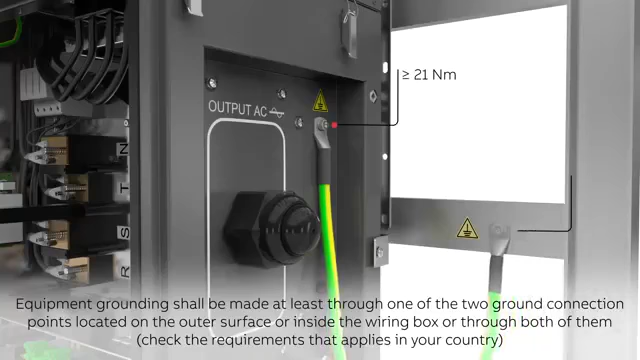 ≥ 21 Nm
OUTPUT AC
N
T
S
R
Equipment grounding shall be made at least through one of the two ground connection
points located on the outer surface or inside the wiring box or through both of them
(check the requirements that applies in your country)